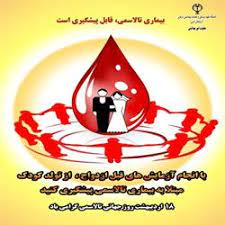 بیماری تالاسمی، قابل پیشگیری است
با انجام آزمایش های قبل ازدواج، از تولد کودک
مبتلا به بیماری تالاسمی پیشگیری کنید
۱۸ اردیبهشت روز جهانی تالاسمی گرامی باد